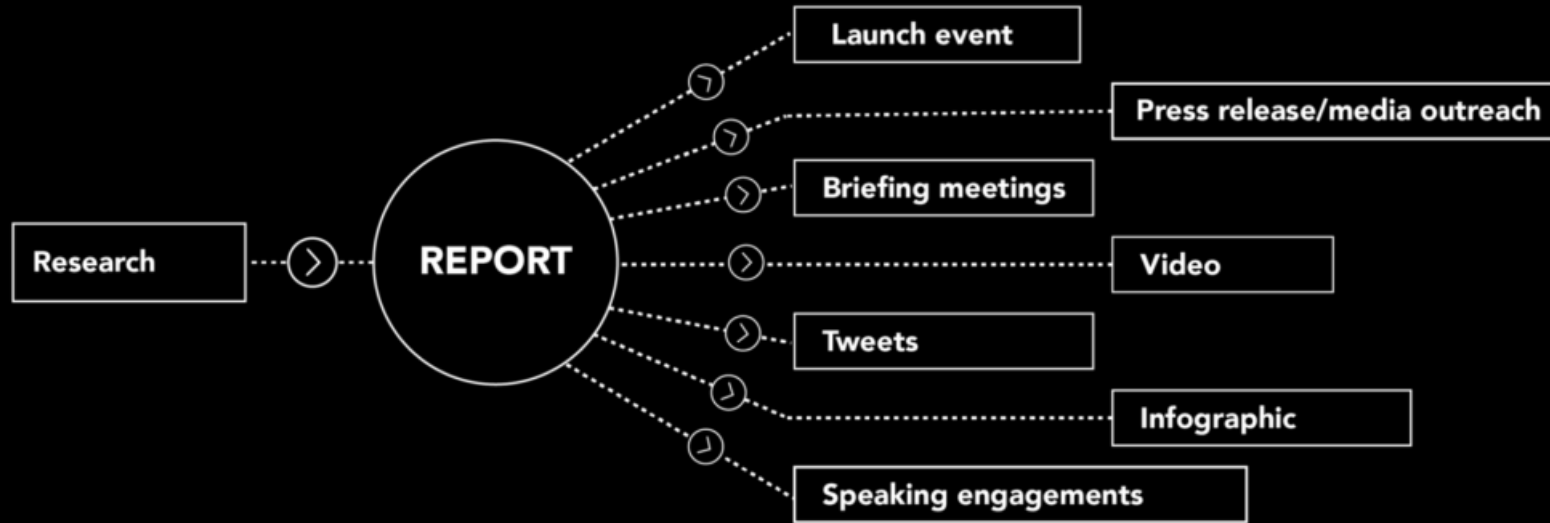 Launch event
Press release/media outreach
Briefing meetings
Research
REPORT
Video
Tweets
Infographic
Speaking engagements